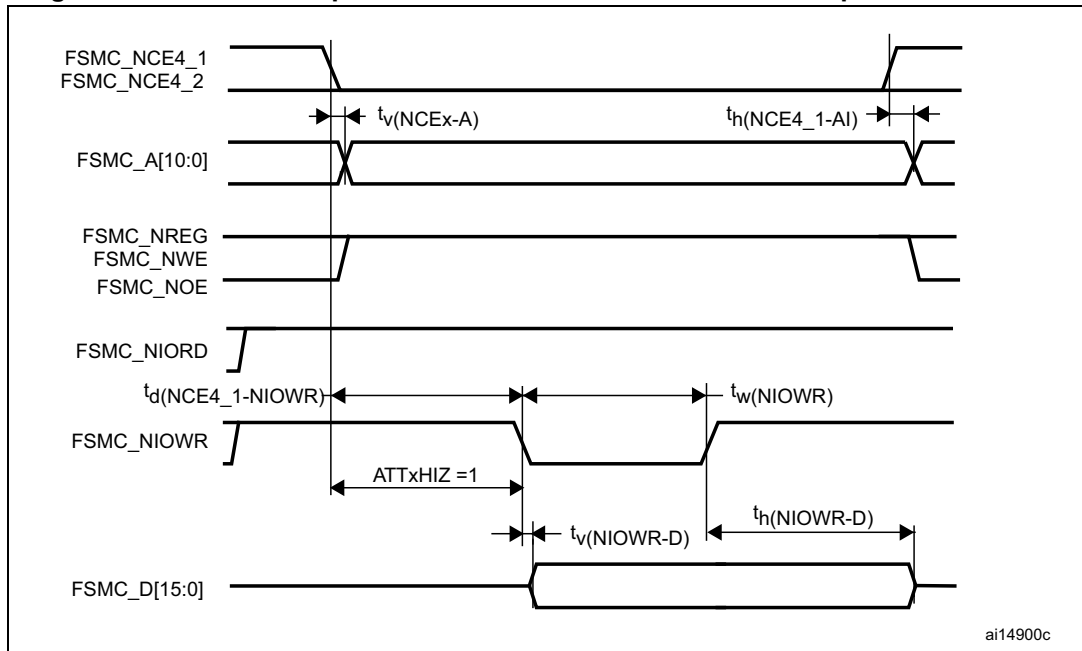 FSMC_NCE4_1
FSMC_NCE4_2
tv(NCEx-A)
th(NCE4_1-AI)
FSMC_A[10:0]
FSMC_NREG
FSMC_NWE
FSMC_NOE
FSMC_NIORD
td(NCE4_1-NIOWR)
tw(NIOWR)
FSMC_NIOWR
ATTxHIZ =1
th(NIOWR-D)
tv(NIOWR-D)
FSMC_D[15:0]
ai14900c